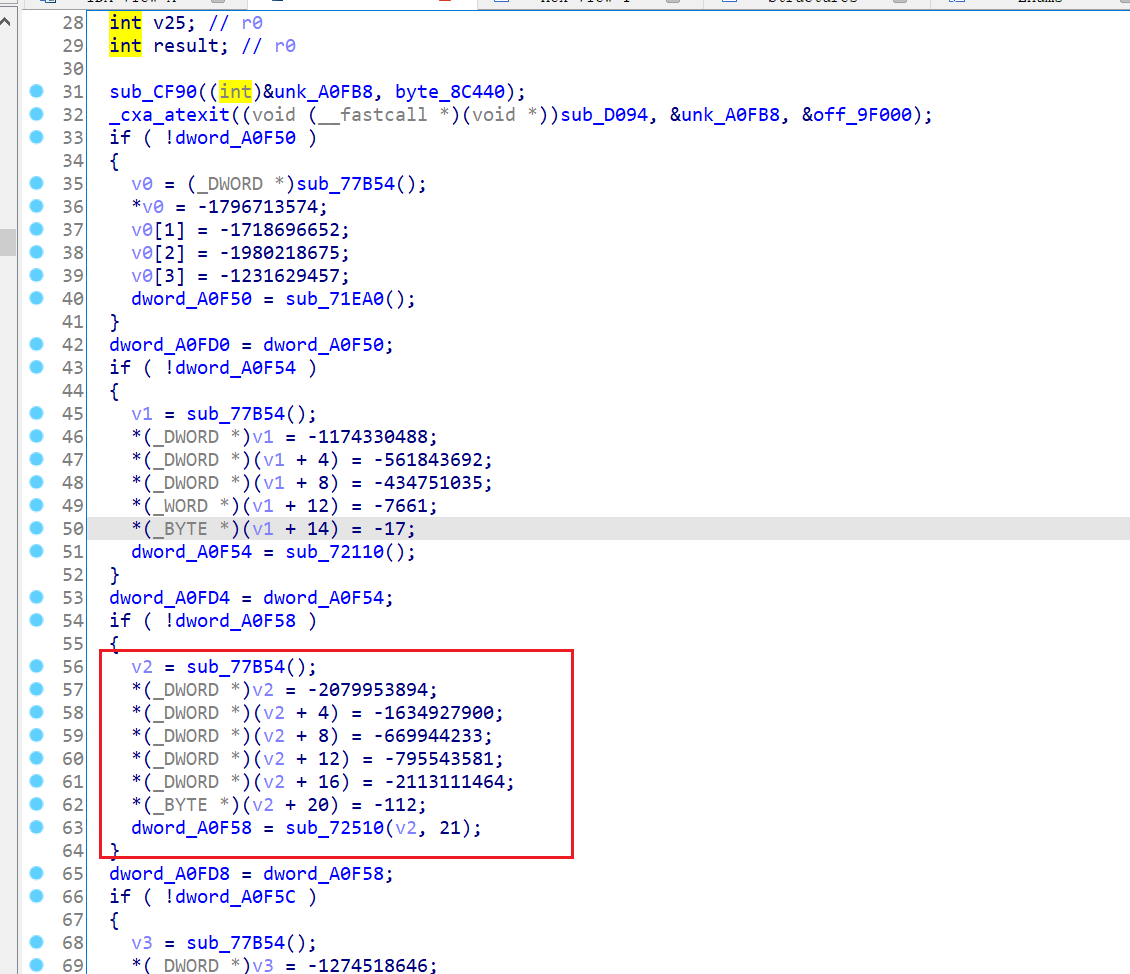 28 int v25; // r0
29 int result; // r0
30
31 sub_CF90((int)&unk_A0FB8, byte_8C440);
32 _cxa_atexit((void (__fastcall *)(void *))sub_D094, &unk_A0FB8, &off_9F000);
33 if ( !dword_A0F50 )
34 {
35 v0 = (_DWORD *)sub_77B54();
36 *v0 = -1796713574;
37 v0[1] = -1718696652;
38 v0[2] = -1980218675;
39 v0[3] = -1231629457;
40 dword_A0F50 = sub_71EA0();
41 }
42 dword_A0FD0 = dword_A0F50;
43 if ( !dword_A0F54 )
44 {
45 v1 = sub_77B54();
46 *(_DWORD *)v1 = -1174330488;
47 *(_DWORD *)(v1 + 4) = -561843692;
48 *(_DWORD *)(v1 + 8) = -434751035;
49 *(_WORD *)(v1 + 12) = -7661;
50 *(_BYTE *)(v1 + 14) = -17;
51 dword_A0F54 = sub_72110();
52 }
53 dword_A0FD4 = dword_A0F54;
54 if ( !dword_A0F58 )
55 {
56 v2 = sub_77B54();
57 *(_DWORD *)v2 = -2079953894;
58 *(_DWORD *)(v2 + 4) = -1634927900;
59 *(_DWORD *)(v2 + 8) = -669944233;
60 *(_DWORD *)(v2 + 12) = -795543581;
61 *(_DWORD *)(v2 + 16) = -2113111464;
62 *(_BYTE *)(v2 + 20) = -112;
63 dword_A0F58 = sub_72510(v2, 21);
64 }
65 dword_A0FD8 = dword_A0F58;
66 if ( !dword_A0F5C )
67 {
68 v3 = sub_77B54();
69 *(_DWORD *)v3 = -1274518646;